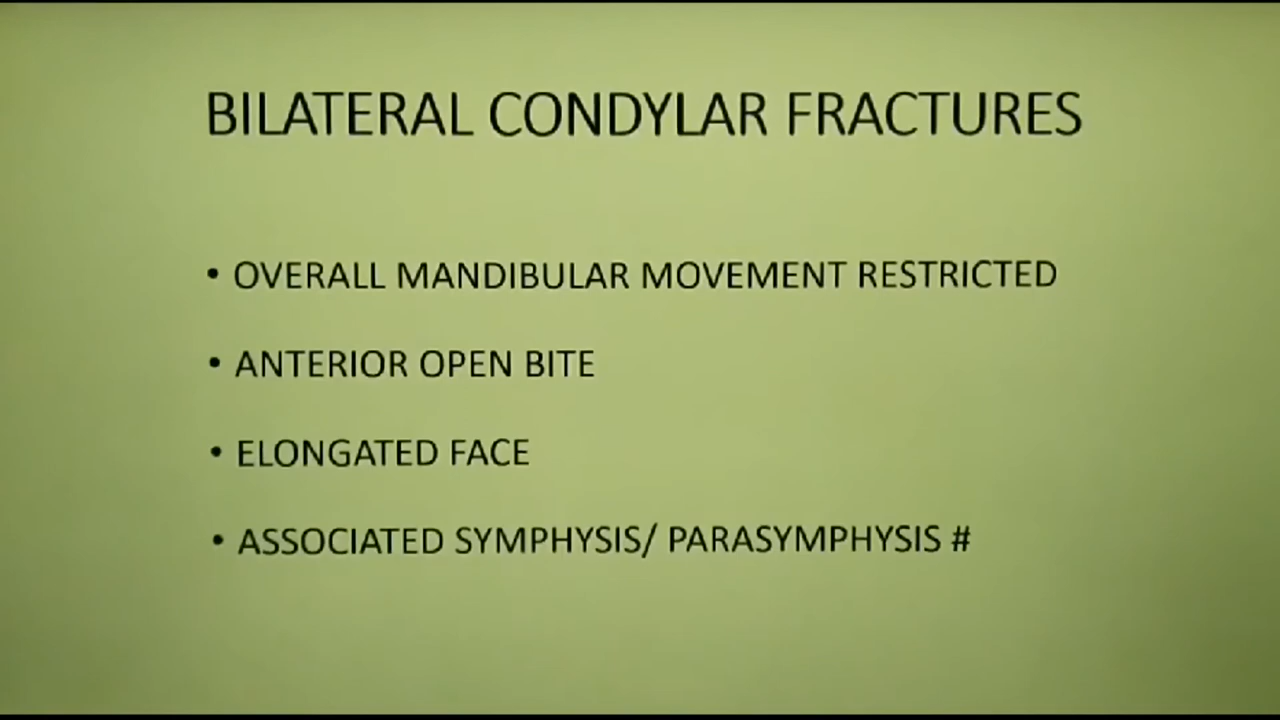 BILATERAL CONDYLAR FRACTURES
• OVERALL MANDIBULAR MOVEMENT RESTRICTED
• ANTERIOR OPEN BITE
• ELONGATED FACE
• ASSOCIATED SYMPHYSIS/ PARASYMPHYSIS #